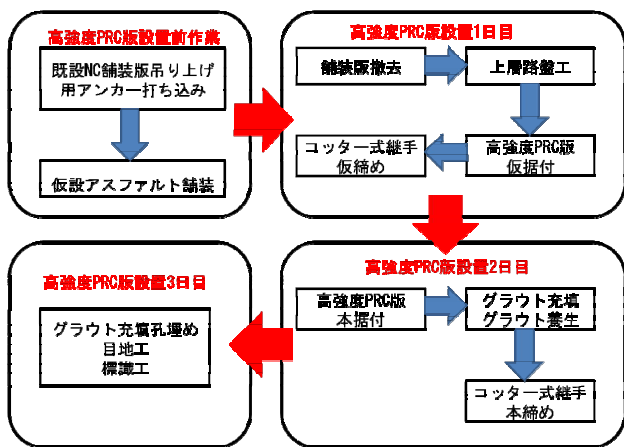 高強度PRC版設置前作業
既設NC舗装版吊り上げ
用アンカー打ち込み
仮設アスファルト舗装
高強度PRC版設置1日目
舗装版撤去
上層路盤工
高強度PRC版
仮据付
コッター式継手
仮締め
高強度PRC版設置2日目
高強度PRC版
本据付
グラウト充填
グラウト養生
コッター式継手
本締め
高強度PRC版設置3日目
グラウト充填孔埋め
目地工
標識工